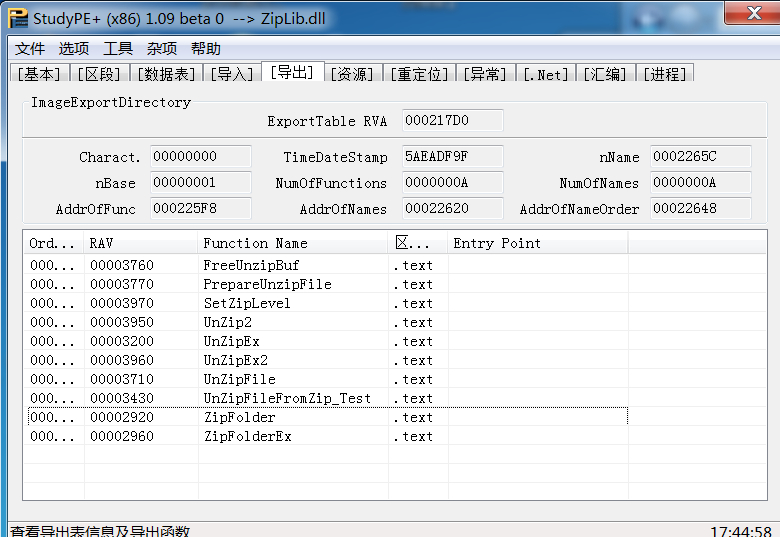 StudyPE+ (x86) 1.09 beta 0 --> ZipLib.dll
文件 选项 工具 杂项 帮助
[基本] [区段] [数据表] [导入] [导出] [资源] [重定位] [异常] [.Net] [汇编] [进程]
ImageExportDirectory
ExportTable RVA 000217D0
Charact. 00000000 TimeDateStamp 5AEADF9F nName 0002265C
nBase 00000001 NumOfFunctions 0000000A NumOfNames 0000000A
AddrOfFunc 000225F8 AddrOfNames 00022620 AddrOfNameOrder 00022648
Ord... RAV Function Name 区... Entry Point
000... 00003760 FreeUnzipBuf .text
000... 00003770 PrepareUnzipFile .text
000... 00003970 SetZipLevel .text
000... 00003950 UnZip2 .text
000... 00003200 UnZipEx .text
000... 00003960 UnZipEx2 .text
000... 00003710 UnZipFile .text
000... 00003430 UnZipFileFromZip_Test .text
000... 00002920 ZipFolder .text
000... 00002960 ZipFolderEx .text
查看导出表信息及导出函数 17:44:58